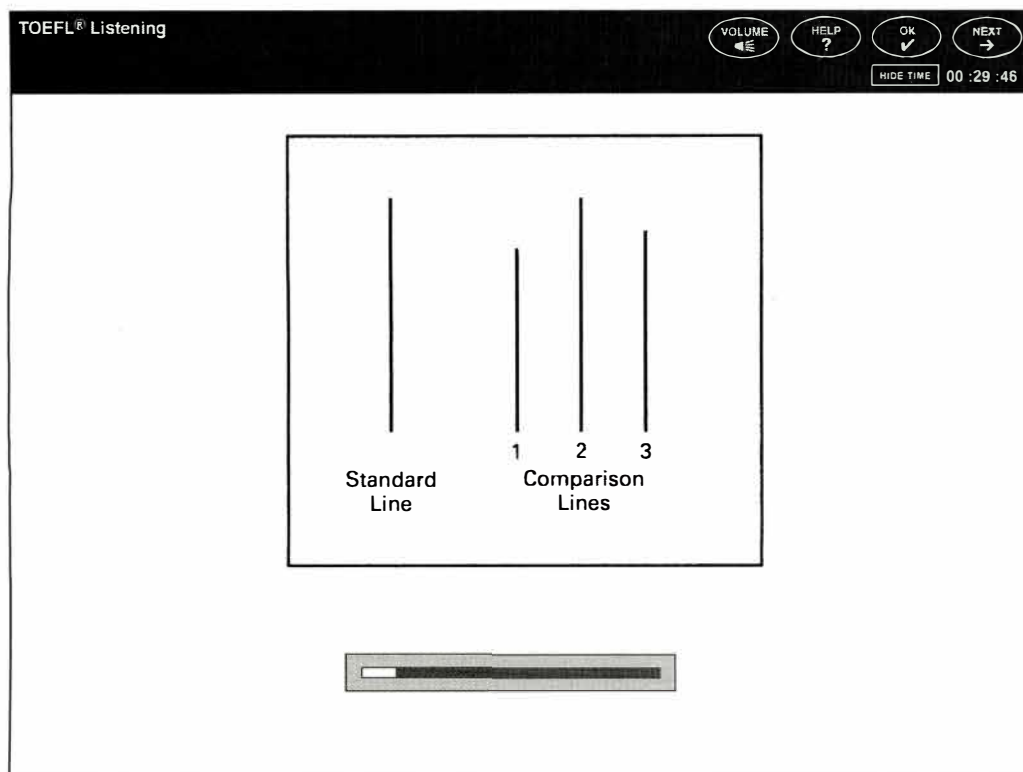 TOEFL® Listening
VOLUME
HELP
?
OK
NEXT
HIDE TIME
00 :29 :46
1 2 3
Standard
Line
Comparison
Lines